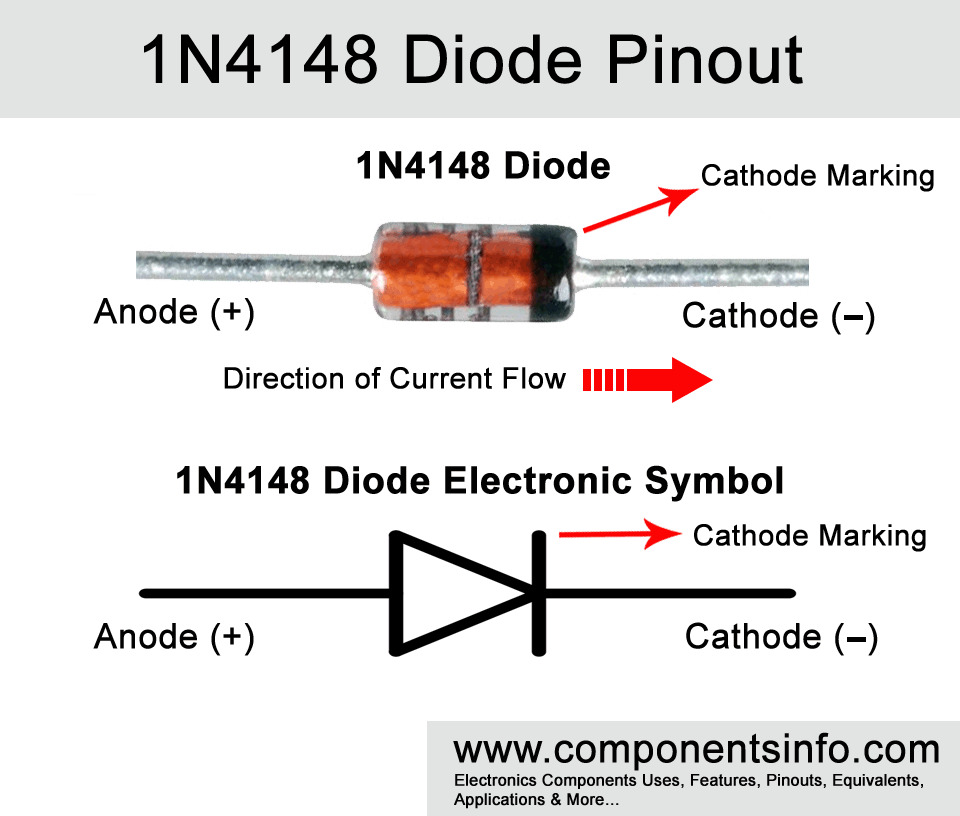 1N4148 Diode Pinout
1N4148 Diode
Cathode Marking
Anode (+)
Cathode (–)
Direction of Current Flow
1N4148 Diode Electronic Symbol
Cathode Marking
Anode (+)
Cathode (–)
www.componentsinfo.com
Electronics Components Uses, Features, Pinouts, Equivalents,
Applications & More...